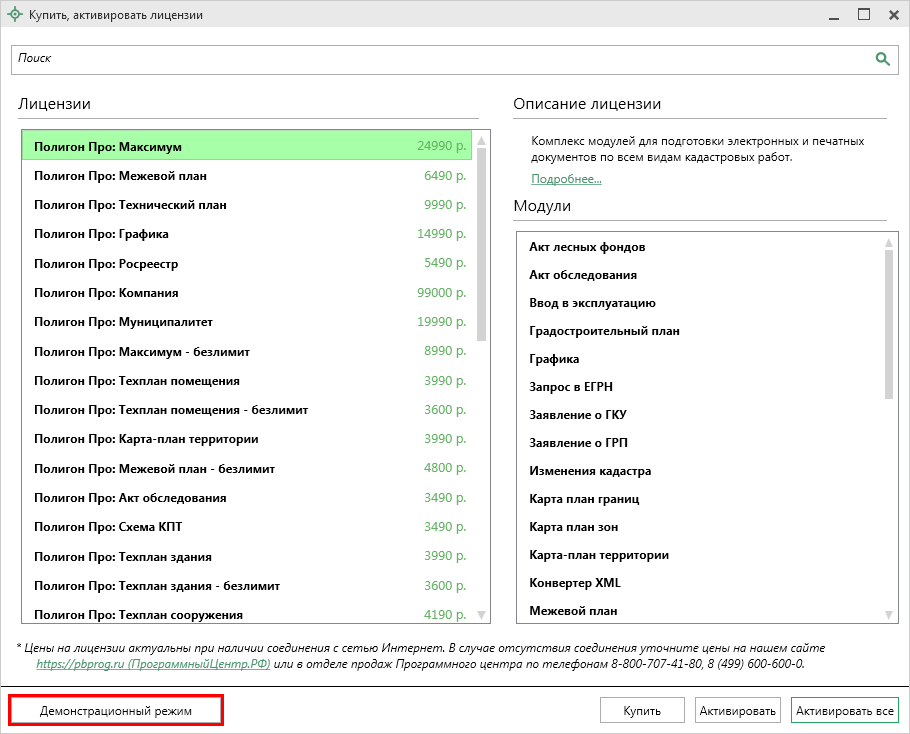 Купить, активировать лицензии
Поиск
Лицензии
Полигон Про: Максимум 24990 р.
Полигон Про: Межевой план 6490 р.
Полигон Про: Технический план 9990 р.
Полигон Про: Графика 14990 р.
Полигон Про: Росреестр 5490 р.
Полигон Про: Компания 99000 р.
Полигон Про: Муниципалитет 19990 р.
Полигон Про: Максимум - безлимит 8990 р.
Полигон Про: Техплан помещения 3990 р.
Полигон Про: Техплан помещения - безлимит 3600 р.
Полигон Про: Карта-план территории 3990 р.
Полигон Про: Межевой план - безлимит 4800 р.
Полигон Про: Акт обследования 3490 р.
Полигон Про: Схема КПТ 3490 р.
Полигон Про: Техплан здания 3990 р.
Полигон Про: Техплан здания - безлимит 3600 р.
Полигон Про: Техплан сооружения 4190 р.
Описание лицензии
Комплекс модулей для подготовки электронных и печатных
документов по всем видам кадастровых работ.
Подробнее...
Модули
Акт лесных фондов
Акт обследования
Ввод в эксплуатацию
Градостроительный план
Графика
Запрос в ЕГРН
Заявление о ГКУ
Заявление о ГРП
Изменения кадастра
Карта план границ
Карта план зон
Карта-план территории
Конвертер XML
Межевой план
* Цены на лицензии актуальны при наличии соединения с сетью Интернет. В случае отсутствия соединения уточните цены на нашем сайте
https://pbprog.ru (ПрограммныйЦентр.РФ) или в отделе продаж Программного центра по телефонам 8-800-707-41-80, 8 (499) 600-600-0.
Демонстрационный режим
Купить
Активировать
Активировать все